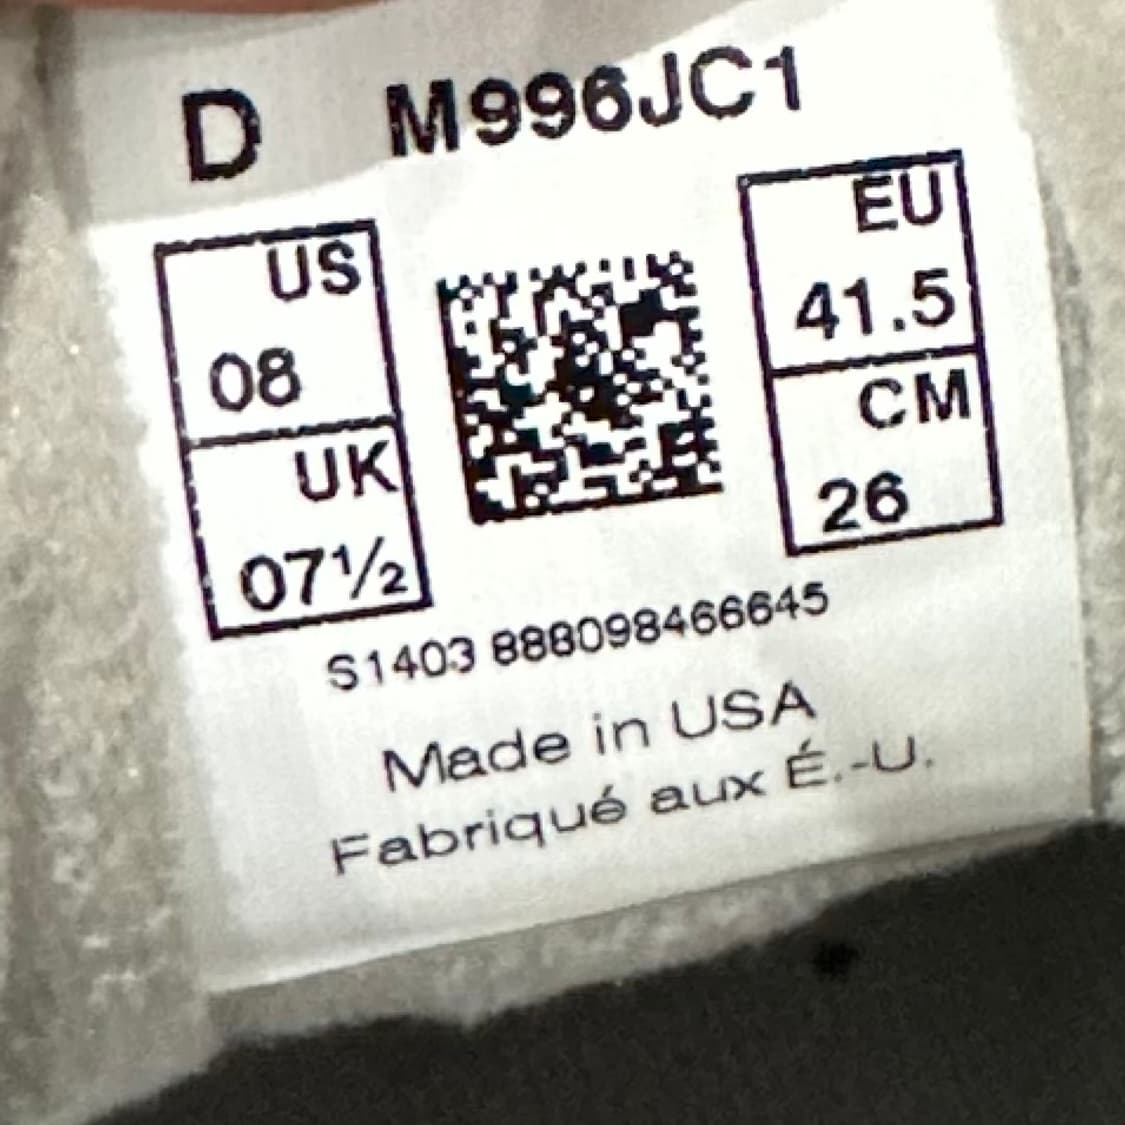 D M996JC1
US
08
UK
07½
EU
41.5
CM
26
S1403 888098466645
Made in USA
Fabriqué aux É.-U.